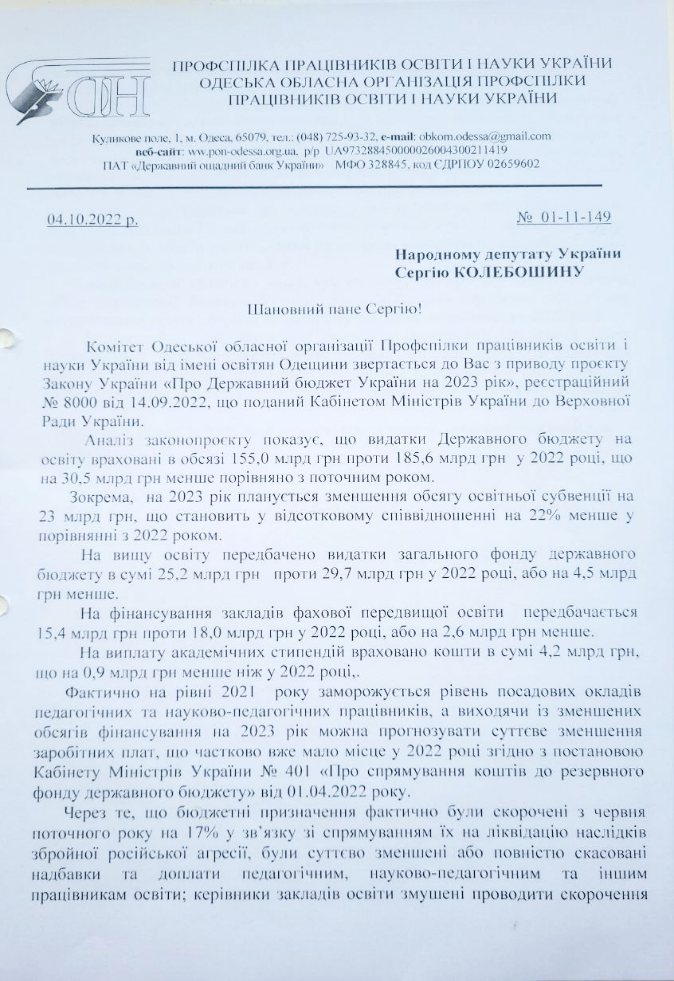 ПРОФСПІЛКА ПРАЦІВНИКІВ ОСВІТИ І НАУКИ УКРАЇНИ
ОДЕСЬКА ОБЛАСНА ОРГАНІЗАЦІЯ ПРОФСПІЛКИ
ПРАЦІВНИКІВ ОСВІТИ І НАУКИ УКРАЇНИ
Куликове поле, 1, м. Одеса, 65079, тел.: (048) 725-93-32, e-mail: obkom.odessa@gmail.com
веб-сайт: ww.pon-odessa.org.ua, р/р UA973288450000026004300211419
ПАТ «Державний ощадний банк України» МФО 328845, код ЄДРПОУ 02659602
04.10.2022 р.
№ 01-11-149
Народному депутату України
Сергію КОЛЕБОШИНУ
Шановний пане Сергію!
Комітет Одеської обласної організації Профспілки працівників освіти і
науки України від імені освітян Одещини звертається до Вас з приводу проєкту
Закону України «Про Державний бюджет України на 2023 рік», реєстраційний
№ 8000 від 14.09.2022, що поданий Кабінетом Міністрів України до Верховної
Ради України.
Аналіз законопроєкту показує, що видатки Державного бюджету на
освіту враховані в обсязі 155,0 млрд грн проти 185,6 млрд грн у 2022 році, що
на 30,5 млрд грн менше порівняно з поточним роком.
Зокрема, на 2023 рік планується зменшення обсягу освітньої субвенції на
23 млрд грн, що становить у відсотковому співвідношенні на 22% менше у
порівнянні з 2022 роком.
На вищу освіту передбачено видатки загального фонду державного
бюджету в сумі 25,2 млрд грн проти 29,7 млрд грн у 2022 році, або на 4,5 млрд
грн менше.
На фінансування закладів фахової передвищої освіти передбачається
15,4 млрд грн проти 18,0 млрд грн у 2022 році, або на 2,6 млрд грн менше.
На виплату академічних стипендій враховано кошти в сумі 4,2 млрд грн,
що на 0,9 млрд грн менше ніж у 2022 році,.
Фактично на рівні 2021 року заморожується рівень посадових окладів
педагогічних та науково-педагогічних працівників, а виходячи із зменшених
обсягів фінансування на 2023 рік можна прогнозувати суттєве зменшення
заробітних плат, що частково вже мало місце у 2022 році згідно з постановою
Кабінету Міністрів України № 401 «Про спрямування коштів до резервного
фонду державного бюджету» від 01.04.2022 року.
Через те, що бюджетні призначення фактично були скорочені з червня
поточного року на 17% у зв’язку зі спрямуванням їх на ліквідацію наслідків
збройної російської агресії, були суттєво зменшені або повністю скасовані
надбавки та доплати педагогічним, науково-педагогічним та іншим
працівникам освіти; керівники закладів освіти змушені проводити скорочення